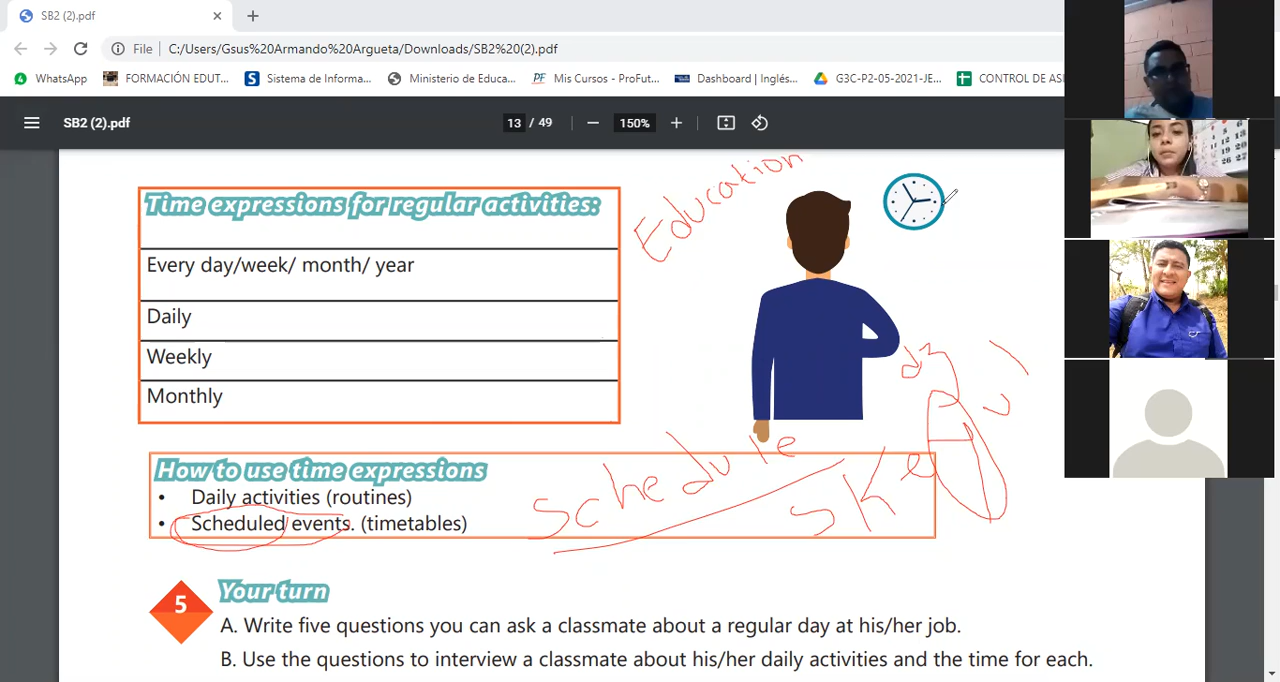 SB2 (2).pdf
File C:/Users/Gsus%20Armando%20Argueta/Downloads/SB2%20(2).pdf
WhatsApp FORMACIÓN EDUT... Sistema de Informa... Ministerio de Educa... PF Mis Cursos - ProFut... Dashboard | Inglés... G3C-P2-05-2021-JE... CONTROL DE ASI
SB2 (2).pdf 13 / 49 150%
Education
Time expressions for regular activities:
Every day/week/ month/ year
Daily
Weekly
Monthly
Schedule
How to use time expressions
• Daily activities (routines)
• Scheduled events. (timetables)
5 Your turn
A. Write five questions you can ask a classmate about a regular day at his/her job.
B. Use the questions to interview a classmate about his/her daily activities and the time for each.